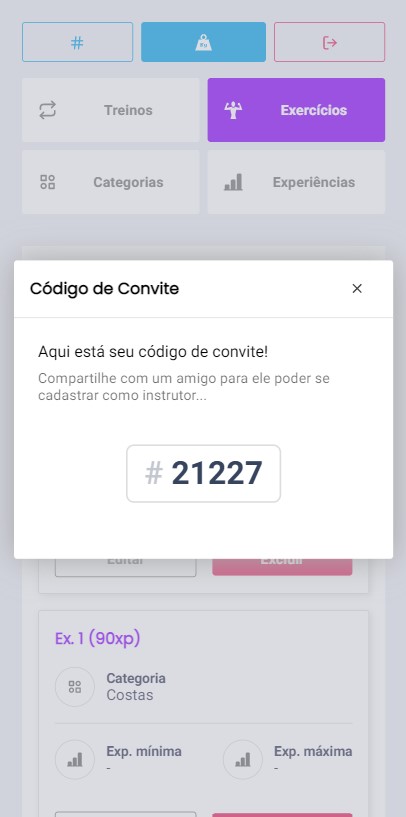 #
Kg
Treinos
Exercícios
Categorias
Experiências
Código de Convite
Aqui está seu código de convite!
Compartilhe com um amigo para ele poder se
cadastrar como instrutor...
# 21227
Editar
Excluir
Ex. 1 (90xp)
Categoria
Costas
Exp. mínima
-
Exp. máxima
-